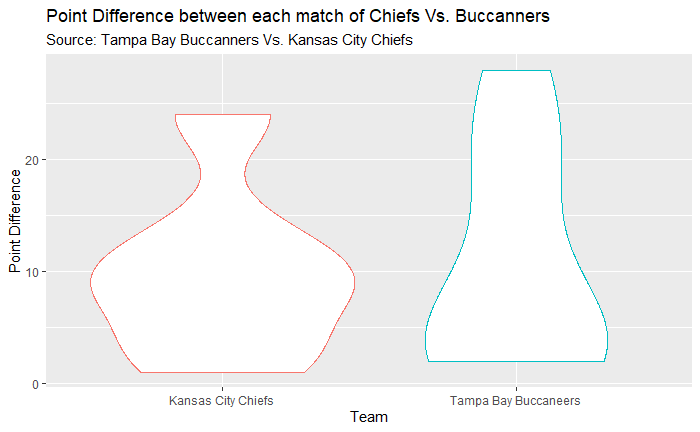 Point Difference between each match of Chiefs Vs. Buccanners
Source: Tampa Bay Buccanners Vs. Kansas City Chiefs
Point Difference
20
10
0
Kansas City Chiefs
Tampa Bay Buccaneers
Team